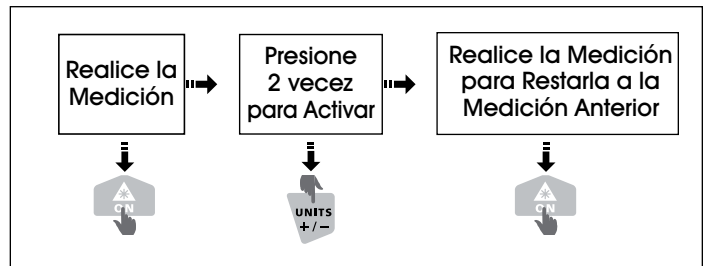 Realice la
Medición
Presione
2 vecez
para Activar
Realice la Medición
para Restarla a la
Medición Anterior
ON
UNITS
+/−
ON